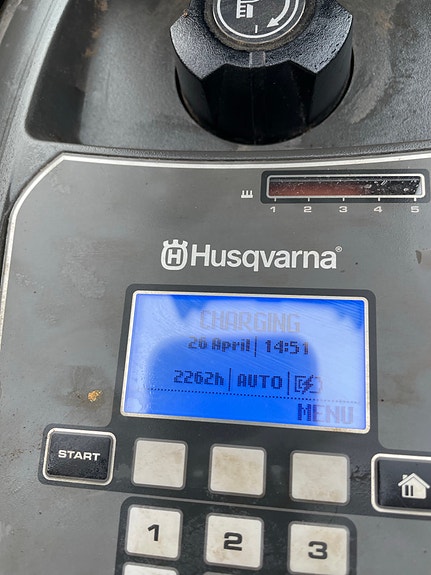 1 2 3 4 5
Husqvarna®
CHARGING
26 April | 14:51
2262h | AUTO |
MENU
START
1 2 3